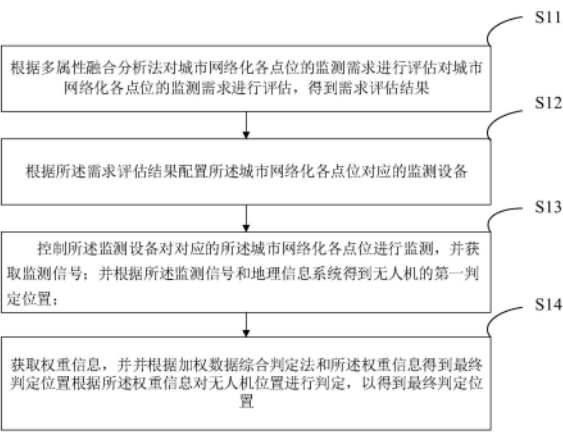 S11
根据多属性融合分析法对城市网络化各点位的监测需求进行评估对城市
网络化各点位的监测需求进行评估，得到需求评估结果
S12
根据所述需求评估结果配置所述城市网络化各点位对应的监测设备
S13
控制所述监测设备对对应的所述城市网络化各点位进行监测，并获
取监测信号；并根据所述监测信号和地理信息系统得到无人机的第一判
定位置；
S14
获取权重信息，并并根据加权数据综合判定法和所述权重信息得到最终
判定位置根据所述权重信息对无人机位置进行判定，以得到最终判定位
置